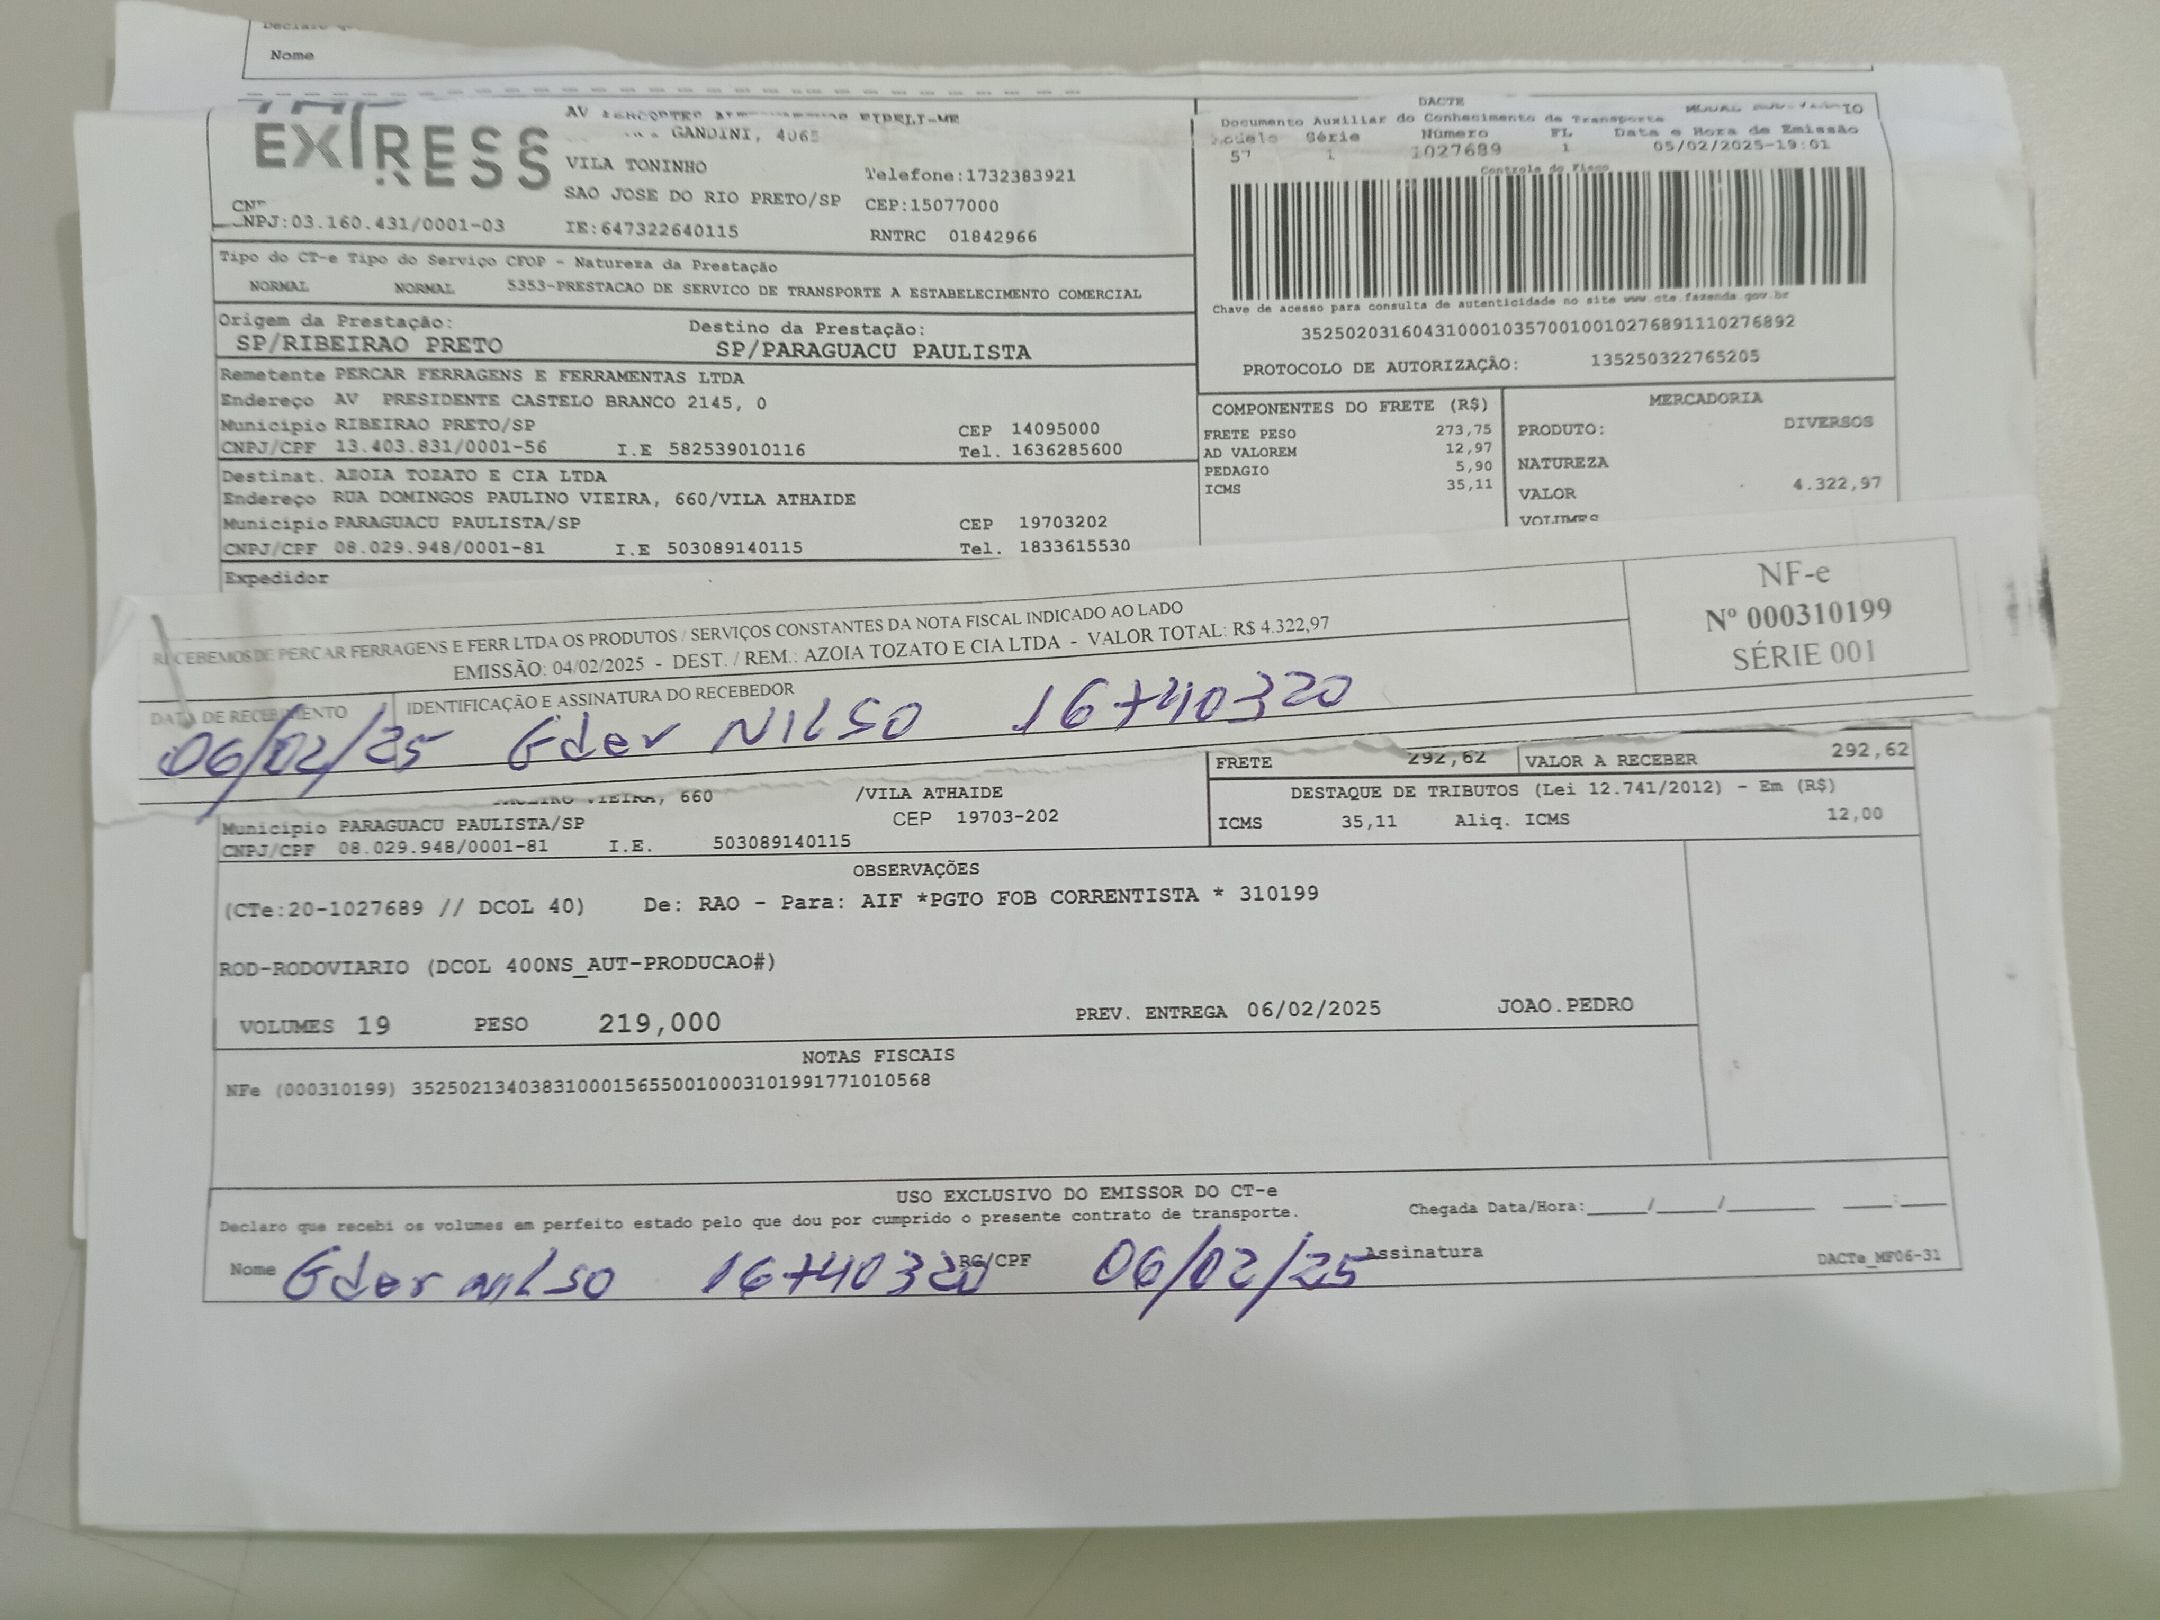 Nome
EXPRESS
GANDINI, 4065
VILA TONINHO
Telefone:1732383921
SAO JOSE DO RIO PRETO/SP CEP:15077000
CNPJ:03.160.431/0001-03 IE:647322640115 RNTRC 01842966
DACTE
Documento Auxiliar do Conhecimento de Transporte
Modelo Série Número FL Data e Hora de Emissão
57 1 1027689 1 05/02/2025-19:01
Controle do Fisco
Chave de acesso para consulta de autenticidade no site www.cte.fazenda.gov.br
35250203160431000103570010010276891110276892
PROTOCOLO DE AUTORIZAÇÃO: 135250322765205
Tipo do CT-e Tipo do Serviço CFOP - Natureza da Prestação
NORMAL NORMAL 5353-PRESTACAO DE SERVICO DE TRANSPORTE A ESTABELECIMENTO COMERCIAL
Origem da Prestação: Destino da Prestação:
SP/RIBEIRAO PRETO SP/PARAGUACU PAULISTA
Remetente PERCAR FERRAGENS E FERRAMENTAS LTDA
Endereço AV PRESIDENTE CASTELO BRANCO 2145, 0
Município RIBEIRAO PRETO/SP CEP 14095000
CNPJ/CPF 13.403.831/0001-56 I.E 582539010116 Tel. 1636285600
Destinat. AZOIA TOZATO E CIA LTDA
Endereço RUA DOMINGOS PAULINO VIEIRA, 660/VILA ATHAIDE
Município PARAGUACU PAULISTA/SP CEP 19703202
CNPJ/CPF 08.029.948/0001-81 I.E 503089140115 Tel. 1833615530
Expedidor
COMPONENTES DO FRETE (R$)
FRETE PESO 273,75
AD VALOREM 12,97
PEDAGIO 5,90
ICMS 35,11
MERCADORIA
PRODUTO: DIVERSOS
NATUREZA
VALOR 4.322,97
VOLUMES
RECEBEMOS DE PERCAR FERRAGENS E FERR LTDA OS PRODUTOS / SERVIÇOS CONSTANTES DA NOTA FISCAL INDICADO AO LADO
EMISSÃO: 04/02/2025 - DEST. / REM.: AZOIA TOZATO E CIA LTDA - VALOR TOTAL: R$ 4.322,97
NF-e
Nº 000310199
SÉRIE 001
DATA DE RECEBIMENTO IDENTIFICAÇÃO E ASSINATURA DO RECEBEDOR
06/02/25 Eder NILSO 16740320
VIEIRA, 660 /VILA ATHAIDE
Município PARAGUACU PAULISTA/SP CEP 19703-202
CNPJ/CPF 08.029.948/0001-81 I.E. 503089140115
FRETE 292,62 VALOR A RECEBER 292,62
DESTAQUE DE TRIBUTOS (Lei 12.741/2012) - Em (R$)
ICMS 35,11 Aliq. ICMS 12,00
OBSERVAÇÕES
(CTe:20-1027689 // DCOL 40) De: RAO - Para: AIF *PGTO FOB CORRENTISTA * 310199
ROD-RODOVIARIO (DCOL 400NS_AUT-PRODUCAO#)
VOLUMES 19 PESO 219,000 PREV. ENTREGA 06/02/2025 JOAO.PEDRO
NOTAS FISCAIS
NFe (000310199) 35250213403831000156550010003101991771010568
USO EXCLUSIVO DO EMISSOR DO CT-e
Declaro que recebi os volumes em perfeito estado pelo que dou por cumprido o presente contrato de transporte. Chegada Data/Hora:_____/_____/________ ____:____
Nome Eder NILSO 16740320 RG/CPF 06/02/25 Assinatura DACTe_MF06-31